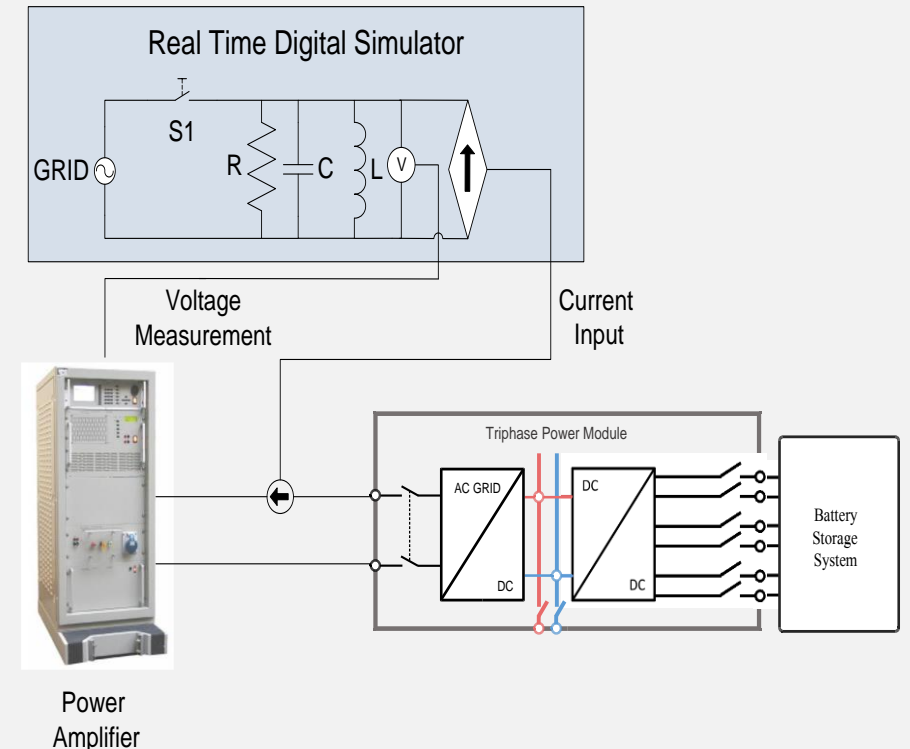 Real Time Digital Simulator
S1
GRID
R
C
L
V
Voltage
Measurement
Current
Input
Triphase Power Module
AC GRID
DC
DC
DC
Battery
Storage
System
Power
Amplifier